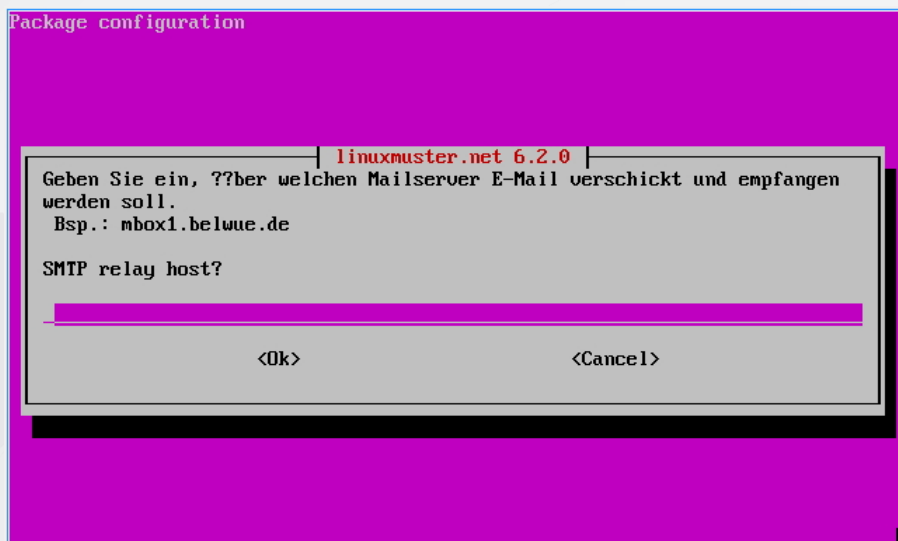 Package configuration
linuxmuster.net 6.2.0
Geben Sie ein, ??ber welchen Mailserver E-Mail verschickt und empfangen
werden soll.
Bsp.: mbox1.belwue.de
SMTP relay host?
<Ok> <Cancel>